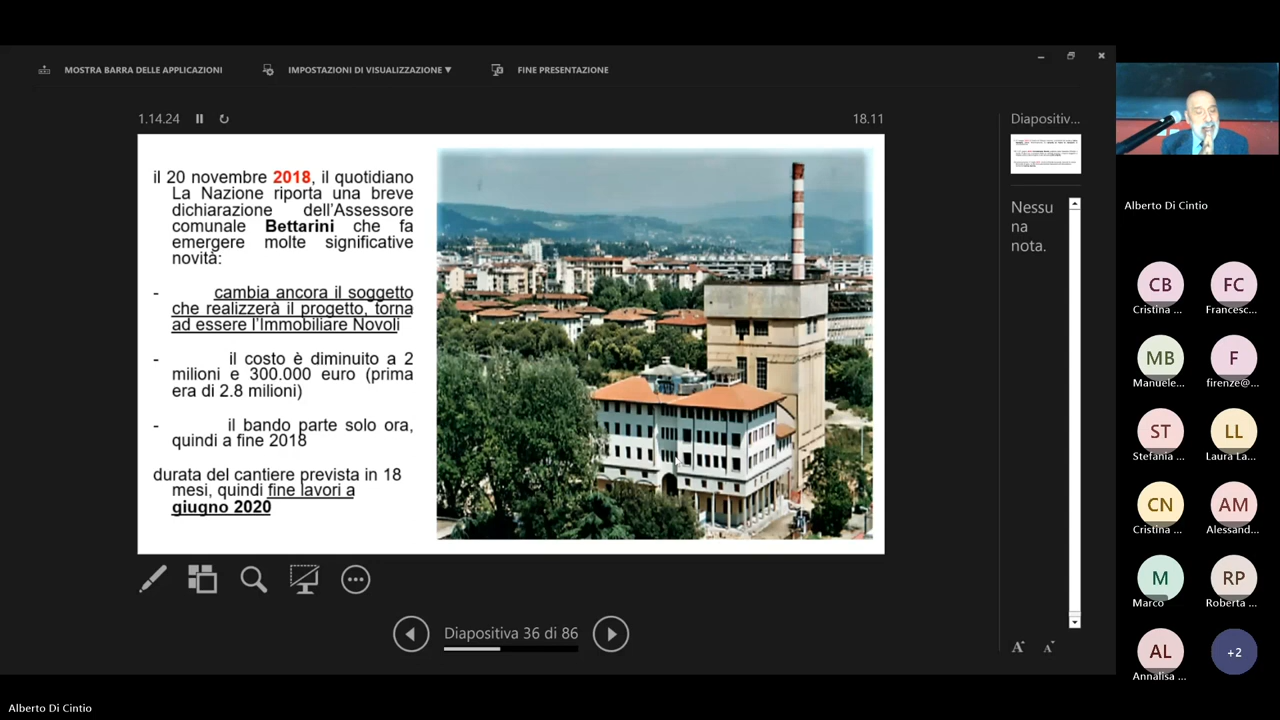 MOSTRA BARRA DELLE APPLICAZIONI
IMPOSTAZIONI DI VISUALIZZAZIONE ▼
FINE PRESENTAZIONE
1.14.24
18.11
il 20 novembre 2018, il quotidiano
La Nazione riporta una breve
dichiarazione dell'Assessore
comunale Bettarini che fa
emergere molte significative
novità:
- cambia ancora il soggetto
che realizzerà il progetto, torna
ad essere l'Immobiliare Novoli
- il costo è diminuito a 2
milioni e 300.000 euro (prima
era di 2.8 milioni)
- il bando parte solo ora,
quindi a fine 2018
durata del cantiere prevista in 18
mesi, quindi fine lavori a
giugno 2020
Diapositiva 36 di 86
Diapositiv...
Nessu
na
nota.
A A
Alberto Di Cintio
CB
Cristina ...
FC
Francesc...
MB
Manuele...
F
firenze@...
ST
Stefania ...
LL
Laura La...
CN
Cristina ...
AM
Alessand...
M
Marco
RP
Roberta ...
AL
Annalisa ...
+2
Alberto Di Cintio